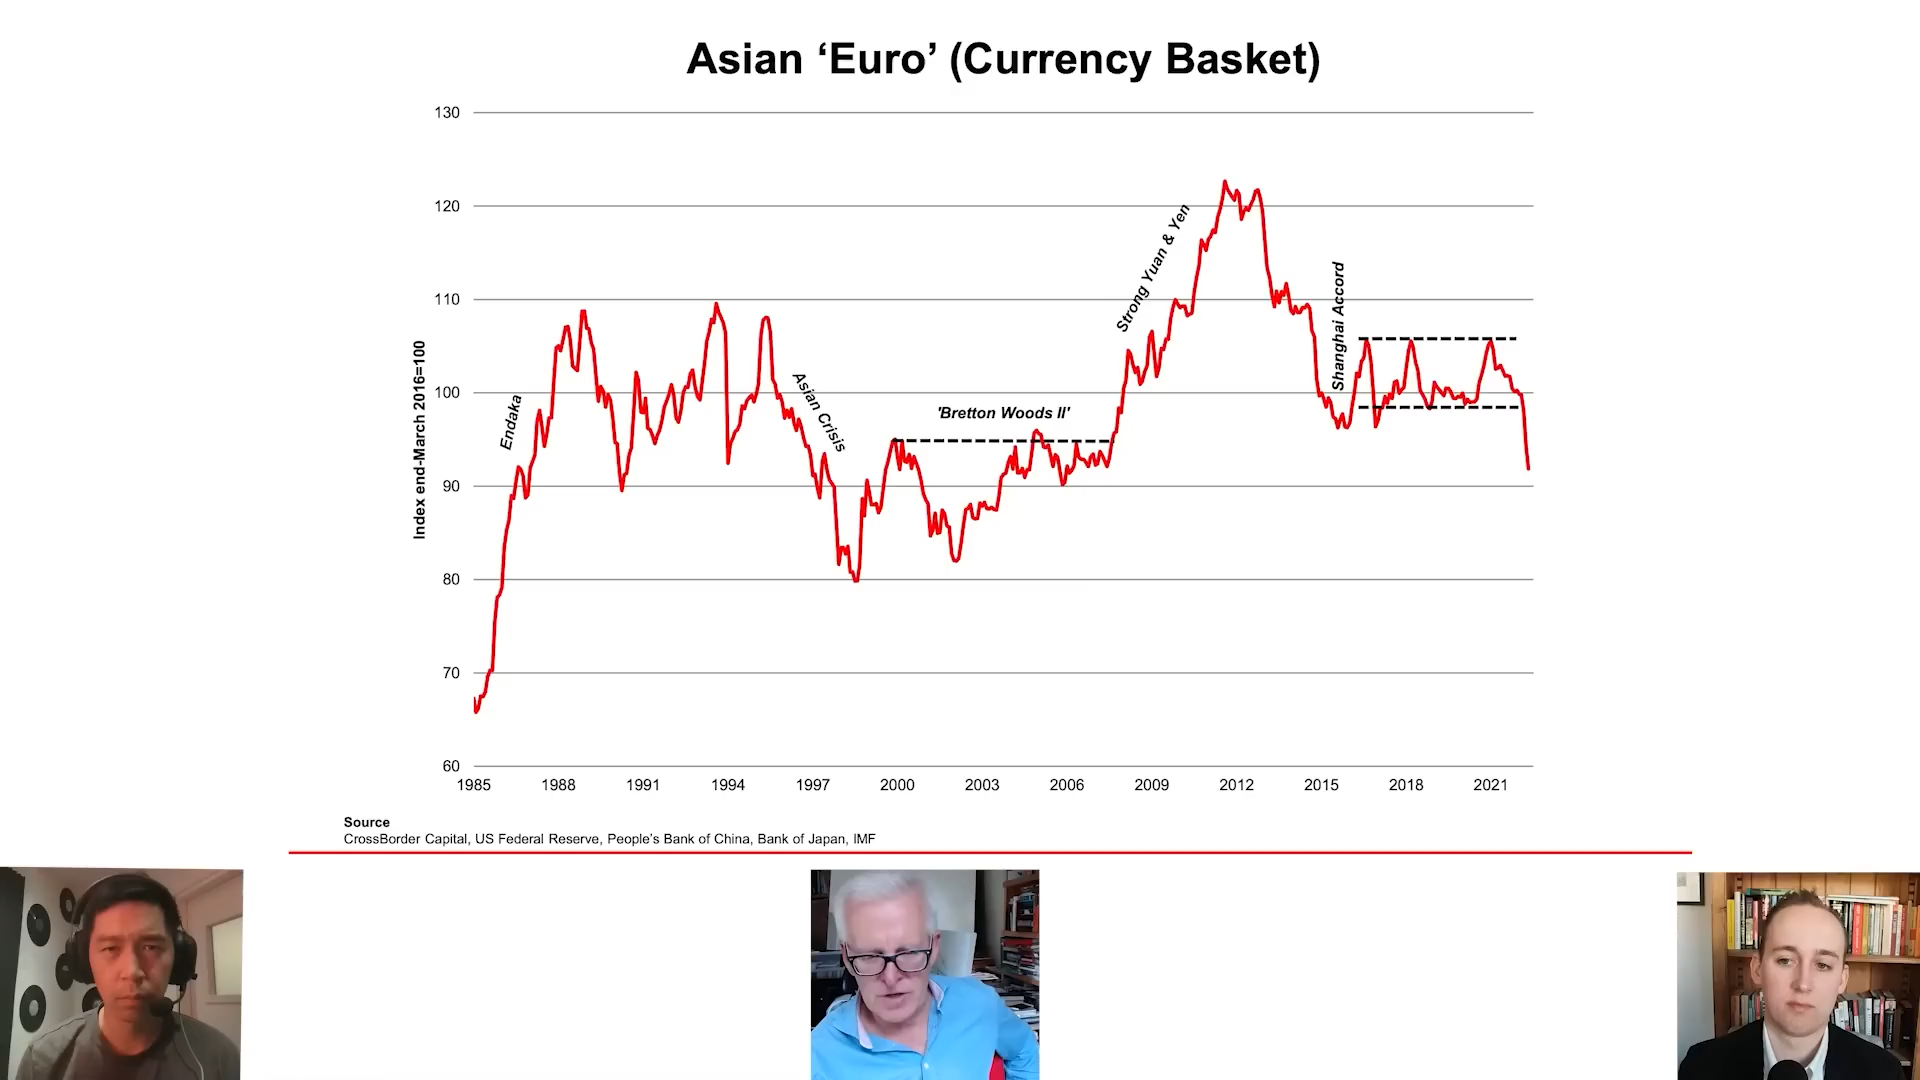 Asian ‘Euro’ (Currency Basket)
130
120
110
100
90
80
70
60
Index end-March 2016=100
Endaka
Asian Crisis
'Bretton Woods II'
Strong Yuan & Yen
Shanghai Accord
1985 1988 1991 1994 1997 2000 2003 2006 2009 2012 2015 2018 2021
Source
CrossBorder Capital, US Federal Reserve, People’s Bank of China, Bank of Japan, IMF